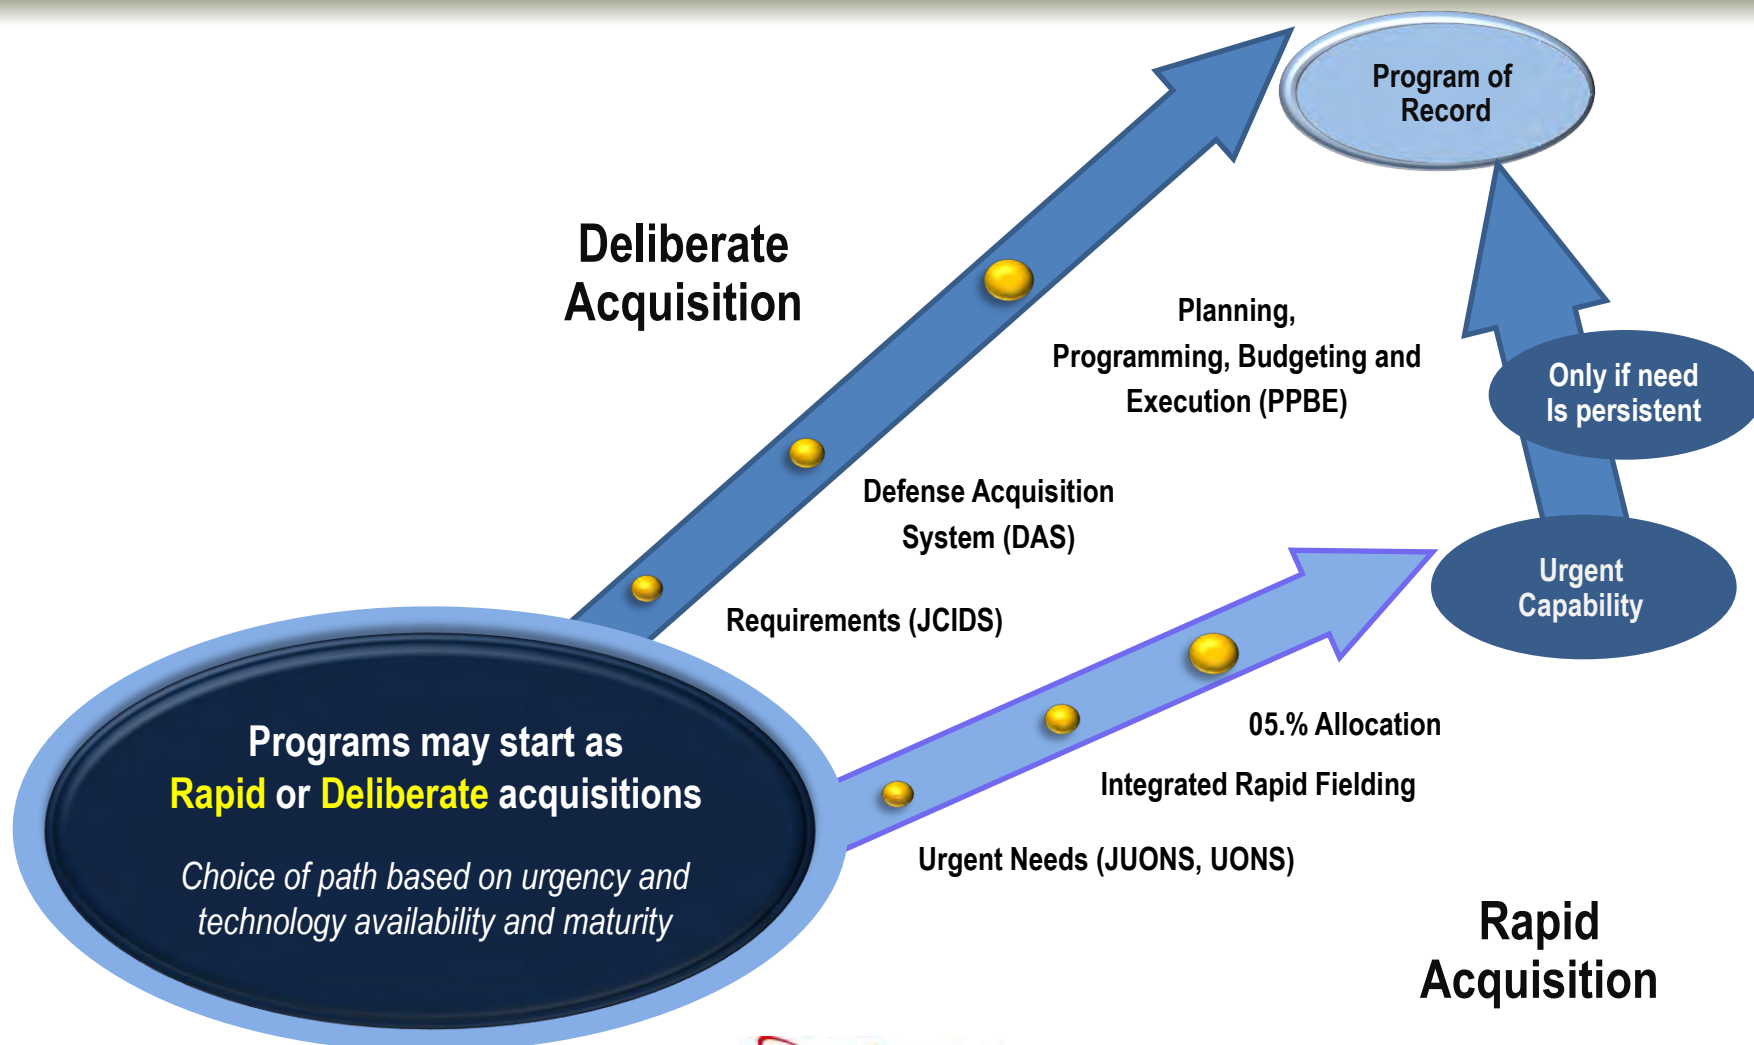 Program of
Record
Deliberate
Acquisition
Planning,
Programming, Budgeting and
Execution (PPBE)
Only if need
Is persistent
Defense Acquisition
System (DAS)
Urgent
Capability
Requirements (JCIDS)
Programs may start as
Rapid or Deliberate acquisitions
Choice of path based on urgency and
technology availability and maturity
05.% Allocation
Integrated Rapid Fielding
Urgent Needs (JUONS, UONS)
Rapid
Acquisition